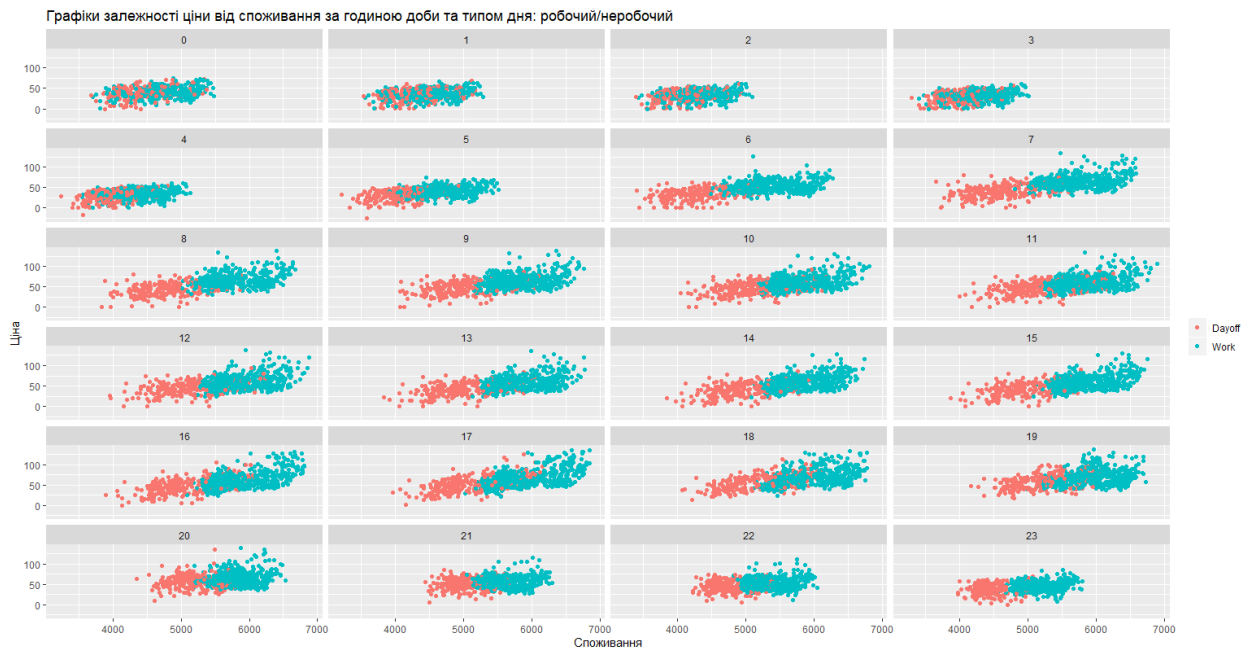 Графіки залежності ціни від споживання за годиною доби та типом дня: робочий/неробочий
0 1 2 3
100
50
0
4 5 6 7
100
50
0
8 9 10 11
100
50
0
Ціна
12 13 14 15
100
50
0
Dayoff
Work
16 17 18 19
100
50
0
20 21 22 23
100
50
0
4000 5000 6000 7000 4000 5000 6000 7000 4000 5000 6000 7000 4000 5000 6000 7000
Споживання